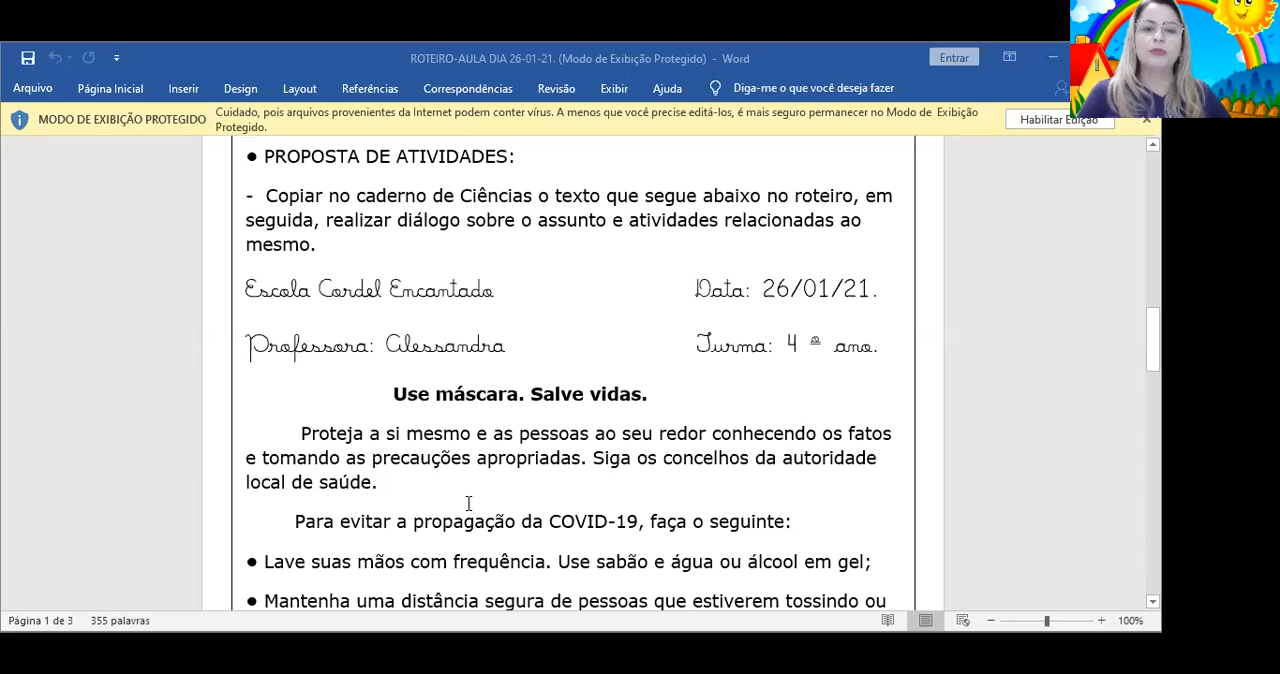 ROTEIRO-AULA DIA 26-01-21. (Modo de Exibição Protegido) - Word
Entrar
Arquivo Página Inicial Inserir Design Layout Referências Correspondências Revisão Exibir Ajuda Diga-me o que você deseja fazer
MODO DE EXIBIÇÃO PROTEGIDO Cuidado, pois arquivos provenientes da Internet podem conter vírus. A menos que você precise editá-los, é mais seguro permanecer no Modo de Exibição
Protegido.
Habilitar Edição
● PROPOSTA DE ATIVIDADES:
- Copiar no caderno de Ciências o texto que segue abaixo no roteiro, em
seguida, realizar diálogo sobre o assunto e atividades relacionadas ao
mesmo.
Escola Cordel Encantado Data: 26/01/21.
Professora: Alessandra Turma: 4 º ano.
Use máscara. Salve vidas.
Proteja a si mesmo e as pessoas ao seu redor conhecendo os fatos
e tomando as precauções apropriadas. Siga os concelhos da autoridade
local de saúde.
Para evitar a propagação da COVID-19, faça o seguinte:
● Lave suas mãos com frequência. Use sabão e água ou álcool em gel;
● Mantenha uma distância segura de pessoas que estiverem tossindo ou
Página 1 de 3 355 palavras 100%